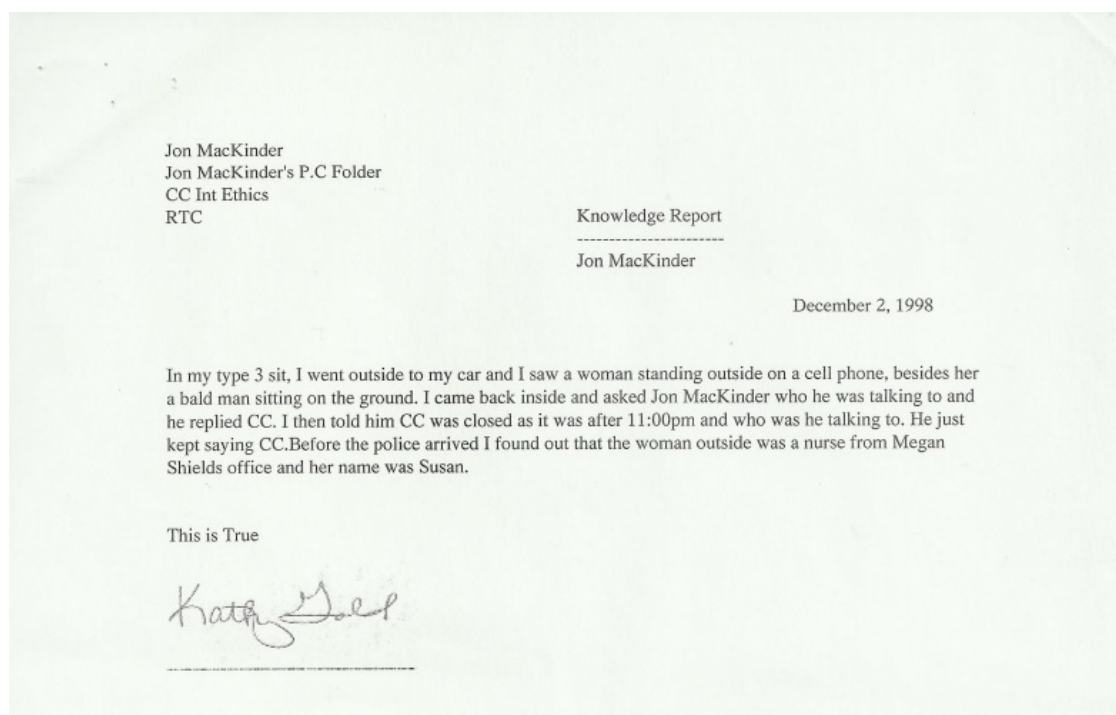 Jon MacKinder
Jon MacKinder's P.C Folder
CC Int Ethics
RTC
Knowledge Report
-----------------------
Jon MacKinder
December 2, 1998
In my type 3 sit, I went outside to my car and I saw a woman standing outside on a cell phone, besides her
a bald man sitting on the ground. I came back inside and asked Jon MacKinder who he was talking to and
he replied CC. I then told him CC was closed as it was after 11:00pm and who was he talking to. He just
kept saying CC.Before the police arrived I found out that the woman outside was a nurse from Megan
Shields office and her name was Susan.
This is True
Kathy